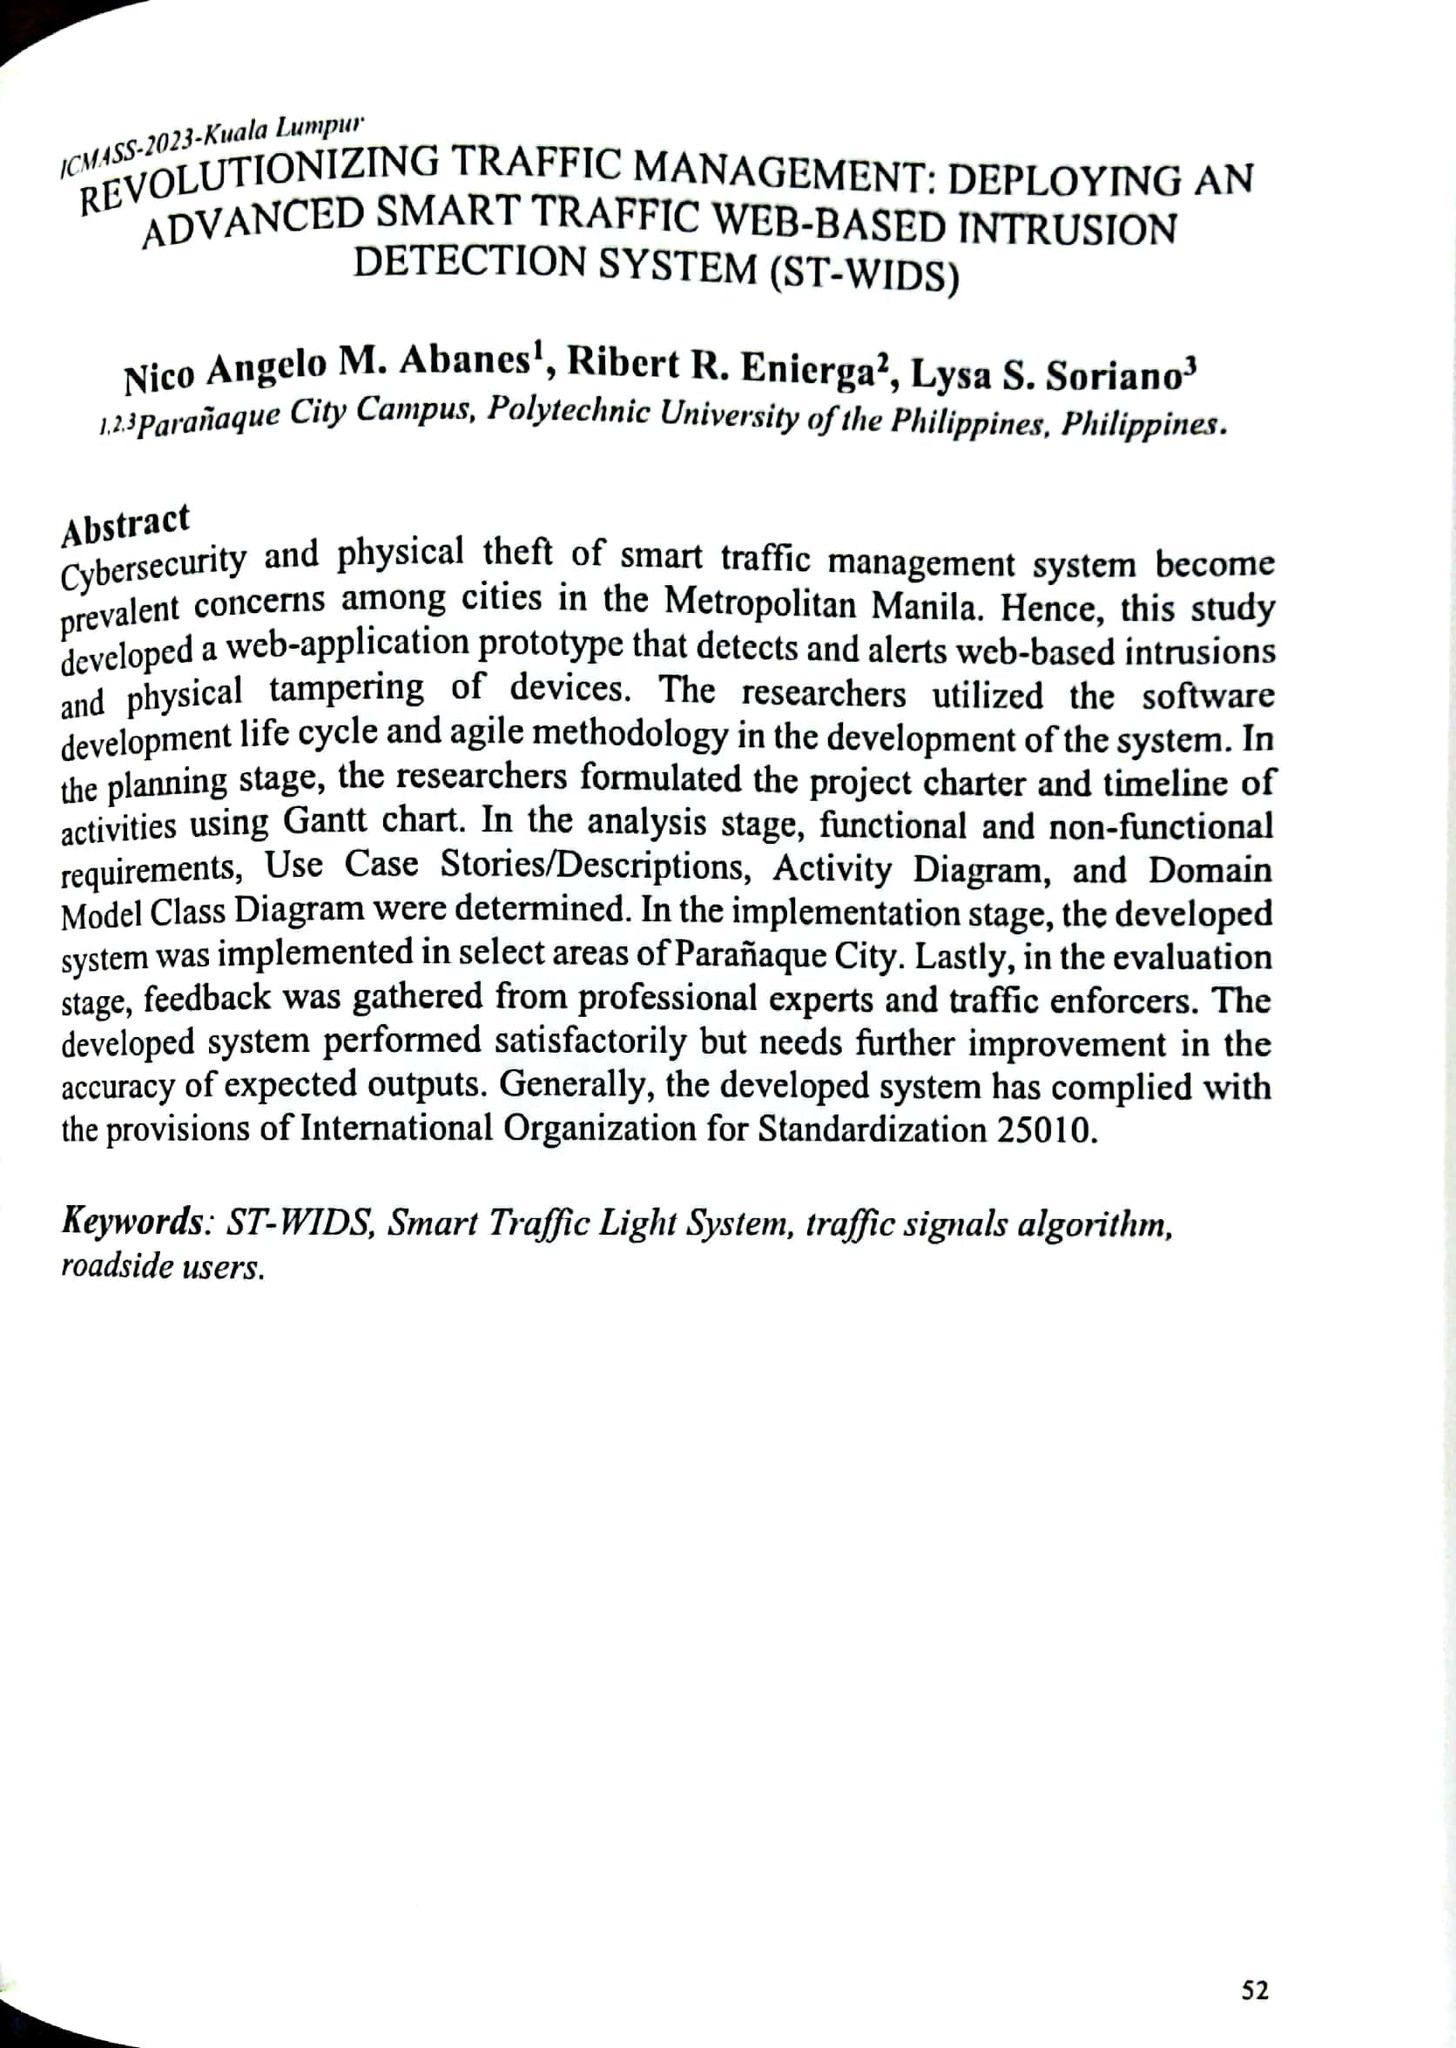 ICMASS-2023-Kuala Lumpur
REVOLUTIONIZING TRAFFIC MANAGEMENT: DEPLOYING AN
ADVANCED SMART TRAFFIC WEB-BASED INTRUSION
DETECTION SYSTEM (ST-WIDS)
Nico Angelo M. Abanes¹, Ribert R. Enierga², Lysa S. Soriano³
1,2,3Parañaque City Campus, Polytechnic University of the Philippines, Philippines.
Abstract
Cybersecurity and physical theft of smart traffic management system become
prevalent concerns among cities in the Metropolitan Manila. Hence, this study
developed a web-application prototype that detects and alerts web-based intrusions
and physical tampering of devices. The researchers utilized the software
development life cycle and agile methodology in the development of the system. In
the planning stage, the researchers formulated the project charter and timeline of
activities using Gantt chart. In the analysis stage, functional and non-functional
requirements, Use Case Stories/Descriptions, Activity Diagram, and Domain
Model Class Diagram were determined. In the implementation stage, the developed
system was implemented in select areas of Parañaque City. Lastly, in the evaluation
stage, feedback was gathered from professional experts and traffic enforcers. The
developed system performed satisfactorily but needs further improvement in the
accuracy of expected outputs. Generally, the developed system has complied with
the provisions of International Organization for Standardization 25010.
Keywords: ST-WIDS, Smart Traffic Light System, traffic signals algorithm,
roadside users.
52